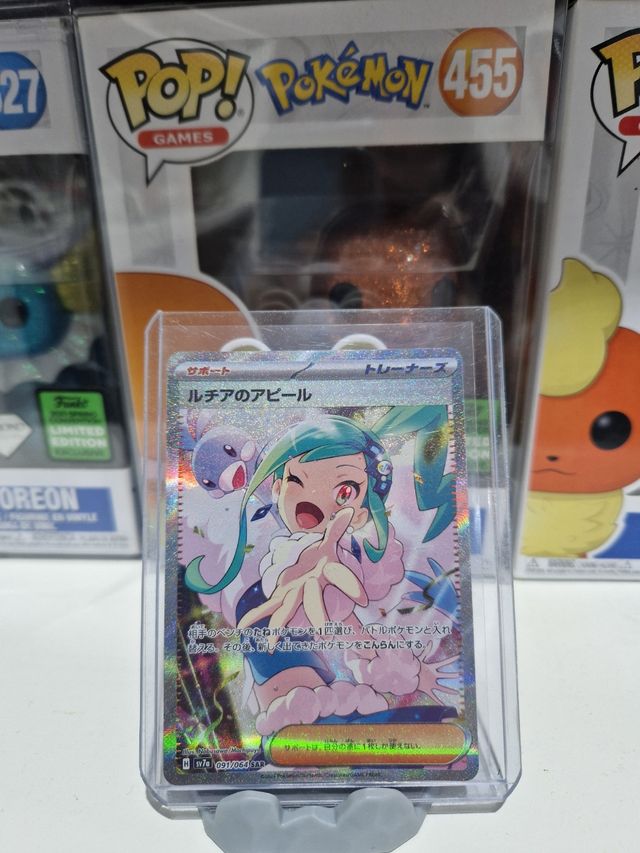 POP!
GAMES
POKéMON
455
27
Funko
LIMITED
EDITION
OREON
サポート
トレーナーズ
ルチアのアピール
相手のベンチのたねポケモンを1匹選び、バトルポケモンと入れ
替える。その後、新しく出てきたポケモンをこんらんにする。
サポートは、自分の番に1枚しか使えない。
H sv7a 091/064 SAR